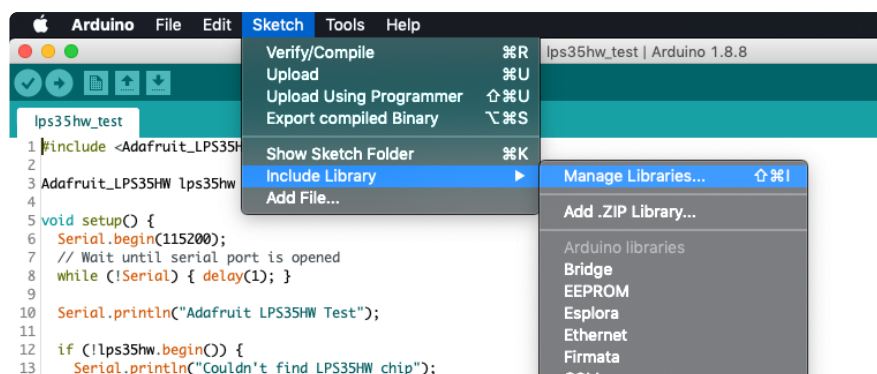 Arduino File Edit Sketch Tools Help
lps35hw_test | Arduino 1.8.8
Verify/Compile ⌘R
Upload ⌘U
Upload Using Programmer ⇧⌘U
Export compiled Binary ⌥⌘S
Show Sketch Folder ⌘K
Include Library ▶
Add File...
Manage Libraries... ⇧⌘I
Add .ZIP Library...
Arduino libraries
Bridge
EEPROM
Esplora
Ethernet
Firmata
lps35hw_test
1 #include <Adafruit_LPS35H
2
3 Adafruit_LPS35HW lps35hw
4
5 void setup() {
6 Serial.begin(115200);
7 // Wait until serial port is opened
8 while (!Serial) { delay(1); }
9
10 Serial.println("Adafruit LPS35HW Test");
11
12 if (!lps35hw.begin()) {
13 Serial.println("Couldn't find LPS35HW chip");